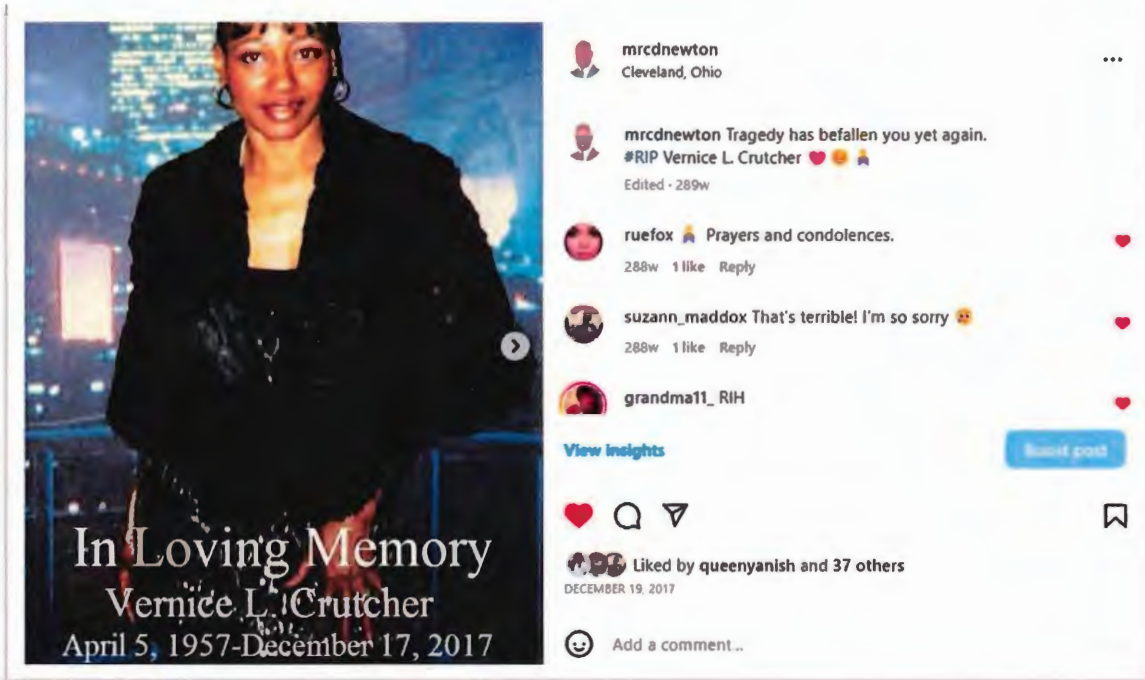 In Loving Memory
Vernice L. Crutcher
April 5, 1957-December 17, 2017
mrcdnewton
Cleveland, Ohio
mrcdnewton Tragedy has befallen you yet again.
#RIP Vernice L. Crutcher ❤️ 😔 🙏
Edited · 289w
ruefox 🙏 Prayers and condolences.
288w 1 like Reply
suzann_maddox That's terrible! I'm so sorry 😢
288w 1 like Reply
grandma11_ RIH
View insights
Boost post
Liked by queenyanish and 37 others
DECEMBER 19, 2017
Add a comment...